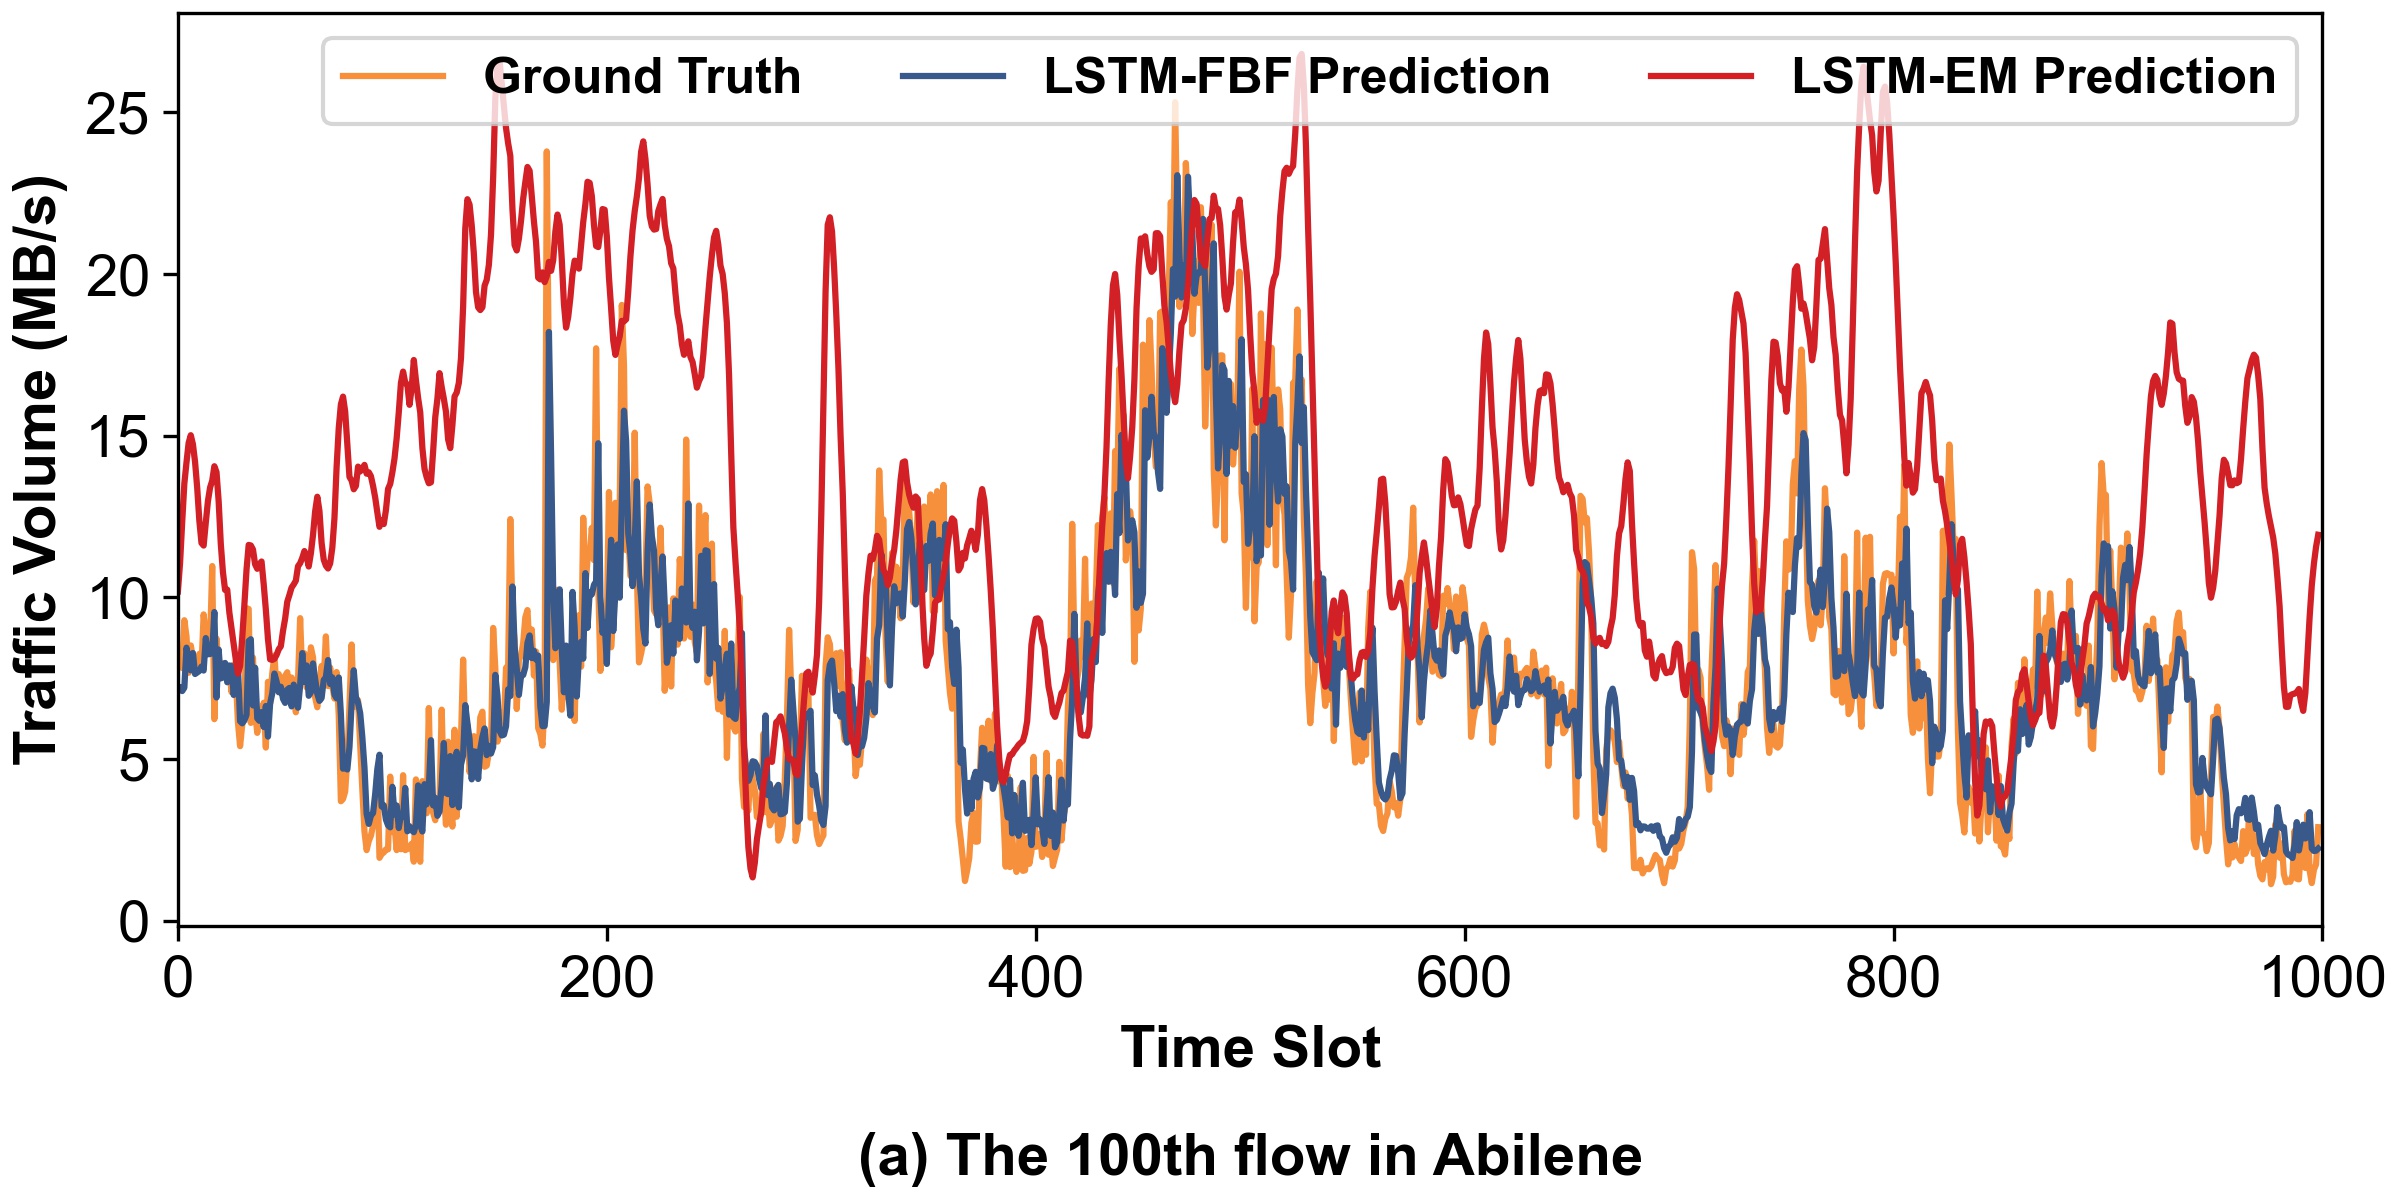 Ground Truth LSTM-FBF Prediction LSTM-EM Prediction
Traffic Volume (MB/s)
25
20
15
10
5
0
0 200 400 600 800 1000
Time Slot
(a) The 100th flow in Abilene